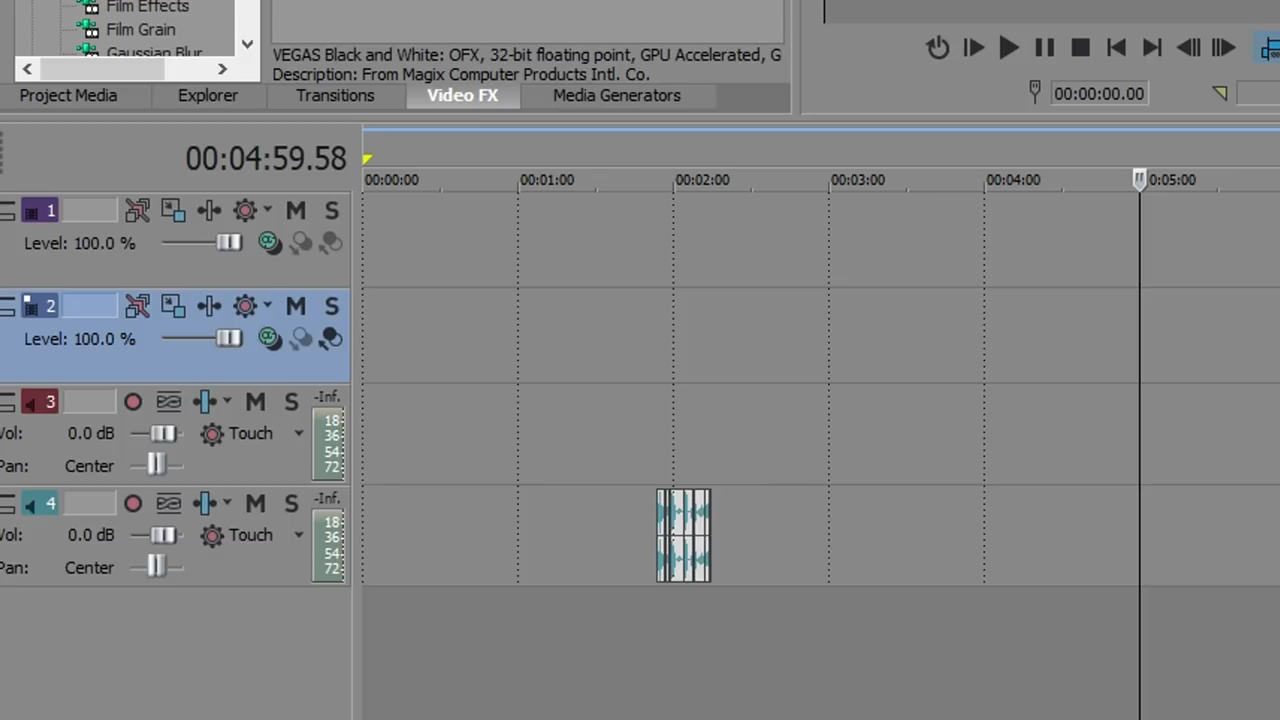 Film Effects
Film Grain
Gaussian Blur
VEGAS Black and White: OFX, 32-bit floating point, GPU Accelerated, G
Description: From Magix Computer Products Intl. Co.
Project Media Explorer Transitions Video FX Media Generators
00:00:00.00
00:04:59.58
00:00:00 00:01:00 00:02:00 00:03:00 00:04:00 0:05:00
1 M S
Level: 100.0 %
2 M S
Level: 100.0 %
3 M S -Inf.
Vol: 0.0 dB Touch
Pan: Center
18
36
54
72
4 M S -Inf.
Vol: 0.0 dB Touch
Pan: Center
18
36
54
72